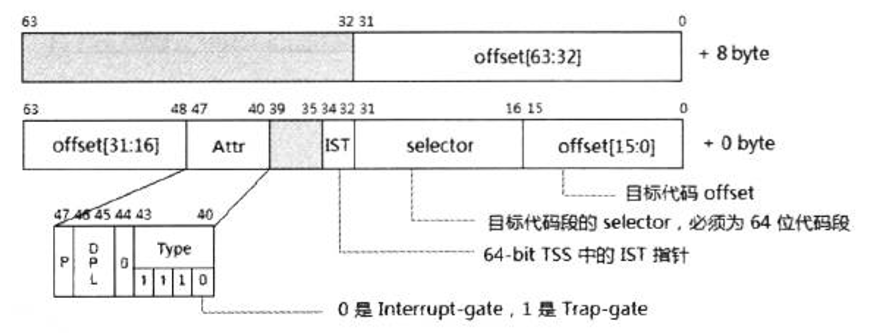 63 32 31 0
offset[63:32] + 8 byte
63 48 47 40 39 35 34 32 31 16 15 0
offset[31:16] Attr IST selector offset[15:0] + 0 byte
目标代码 offset
47 46 45 44 43 40
目标代码段的 selector，必须为 64 位代码段
P DPL 0 Type
64-bit TSS 中的 IST 指针
1 1 1 0
0 是 Interrupt-gate，1 是 Trap-gate